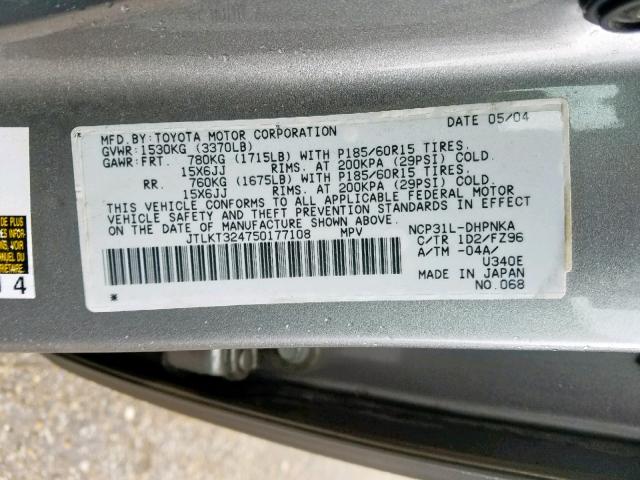 MFD.BY:TOYOTA MOTOR CORPORATION DATE 05/04
GVWR:1530KG (3370LB)
GAWR:FRT. 780KG (1715LB) WITH P185/60R15 TIRES,
15X6JJ RIMS, AT 200KPA (29PSI) COLD.
RR. 760KG (1675LB) WITH P185/60R15 TIRES,
15X6JJ RIMS, AT 200KPA (29PSI) COLD.
THIS VEHICLE CONFORMS TO ALL APPLICABLE FEDERAL MOTOR
VEHICLE SAFETY AND BUMPER STANDARDS IN EFFECT ON
THE DATE OF MANUFACTURE SHOWN ABOVE.
JTLKT324750177108 MPV NCP31L-DHPNKA
C/TR 1D2/FZ96
A/TM -04A/
U340E
MADE IN JAPAN
NO.068
*
4